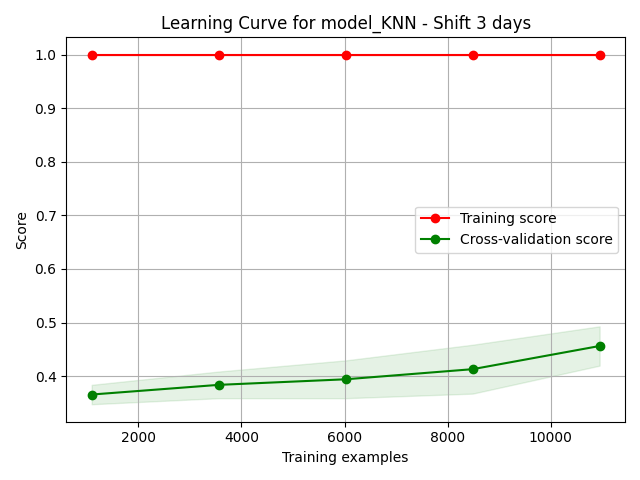 Learning Curve for model_KNN - Shift 3 days
1.0
0.9
0.8
0.7
0.6
0.5
0.4
Score
Training score
Cross-validation score
2000 4000 6000 8000 10000
Training examples